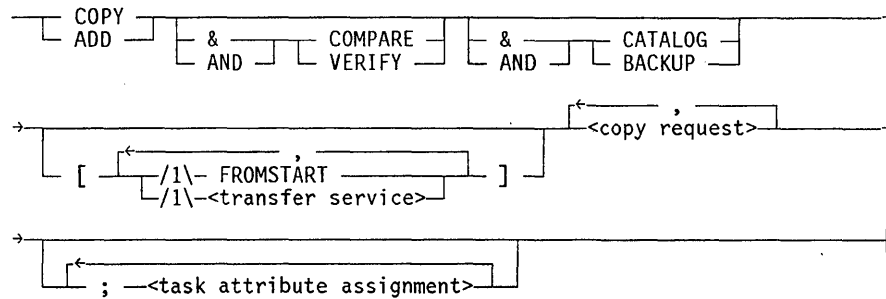 COPY & COMPARE & CATALOG
ADD AND VERIFY AND BACKUP
,
<copy request>
,
[ /1\ FROMSTART ]
/1\ <transfer service>
; <task attribute assignment>